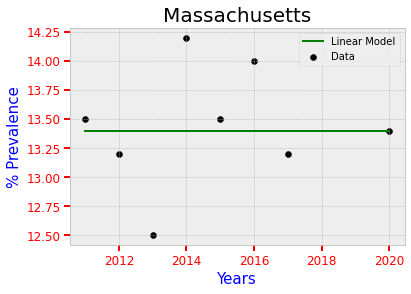 Massachusetts
14.25
14.00
13.75
13.50
13.25
13.00
12.75
12.50
% Prevalence
Linear Model
Data
2012 2014 2016 2018 2020
Years